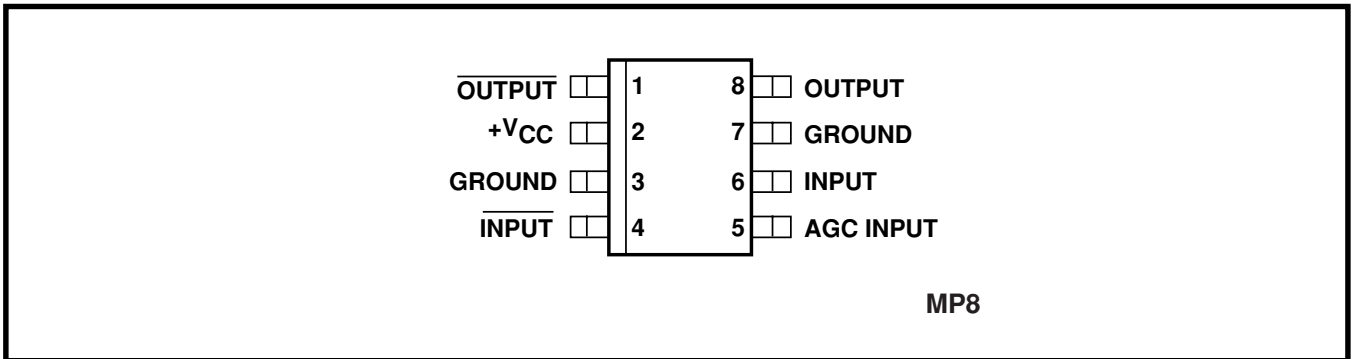 OUTPUT 1 8 OUTPUT
+VCC 2 7 GROUND
GROUND 3 6 INPUT
INPUT 4 5 AGC INPUT
MP8